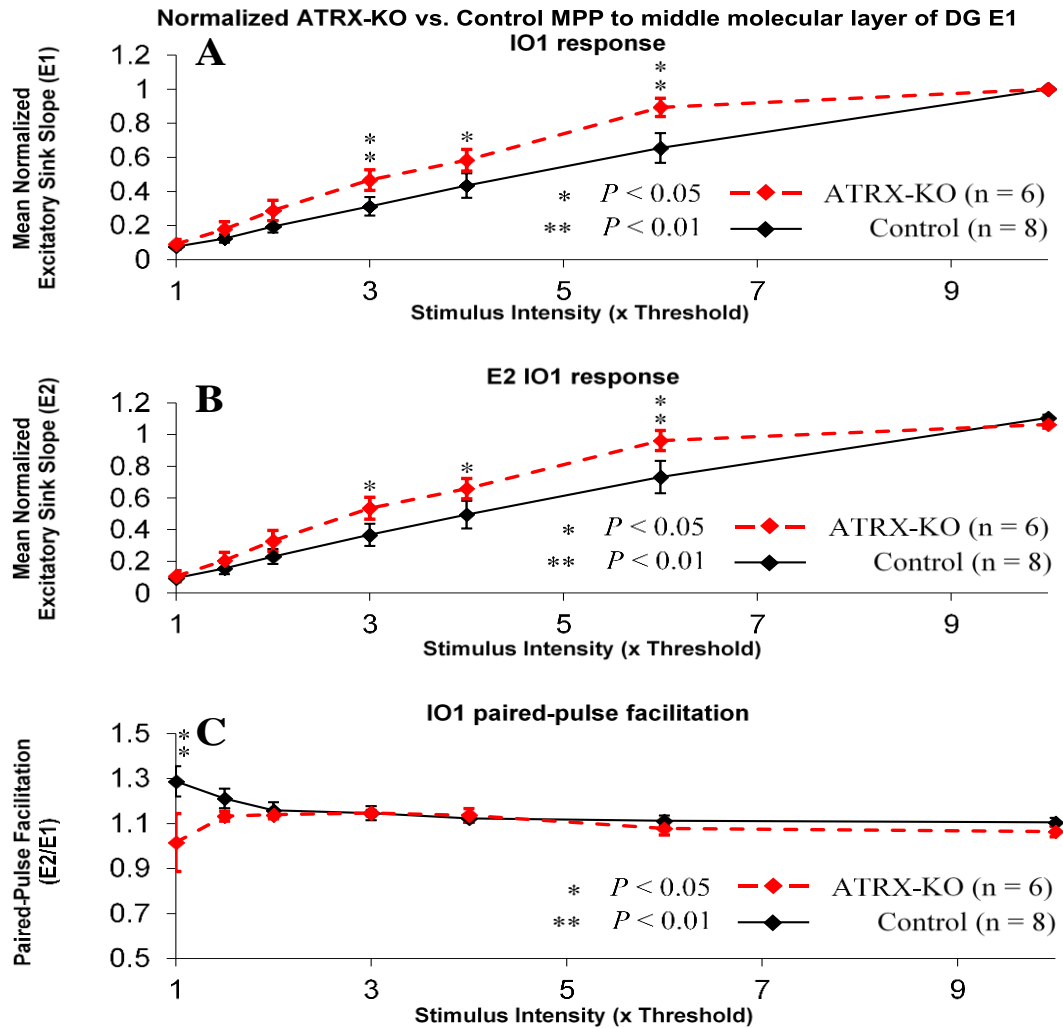 Normalized ATRX-KO vs. Control MPP to middle molecular layer of DG E1
IO1 response
A
Mean Normalized
Excitatory Sink Slope (E1)
1.2
1
0.8
0.6
0.4
0.2
0
* *
* *
*
* P < 0.05 ATRX-KO (n = 6)
** P < 0.01 Control (n = 8)
1 3 5 7 9
Stimulus Intensity (x Threshold)
E2 IO1 response
B
Mean Normalized
Excitatory Sink Slope (E2)
1.2
1
0.8
0.6
0.4
0.2
0
*
*
* *
* P < 0.05 ATRX-KO (n = 6)
** P < 0.01 Control (n = 8)
1 3 5 7 9
Stimulus Intensity (x Threshold)
IO1 paired-pulse facilitation
C
Paired-Pulse Facilitation
(E2/E1)
1.5
1.3
1.1
0.9
0.7
0.5
* *
* P < 0.05 ATRX-KO (n = 6)
** P < 0.01 Control (n = 8)
1 3 5 7 9
Stimulus Intensity (x Threshold)